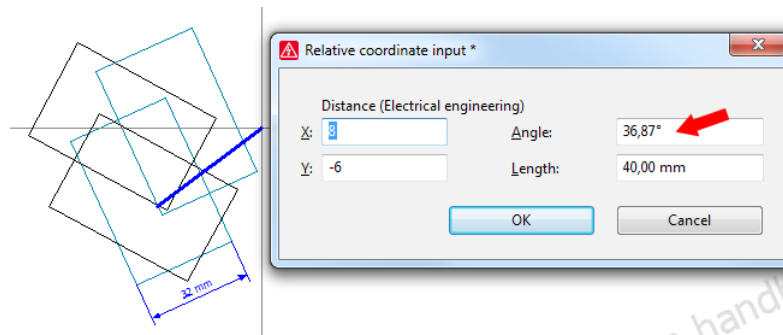 Relative coordinate input *
Distance (Electrical engineering)
X: 8 Angle: 36,87°
Y: -6 Length: 40,00 mm
OK Cancel
32 mm